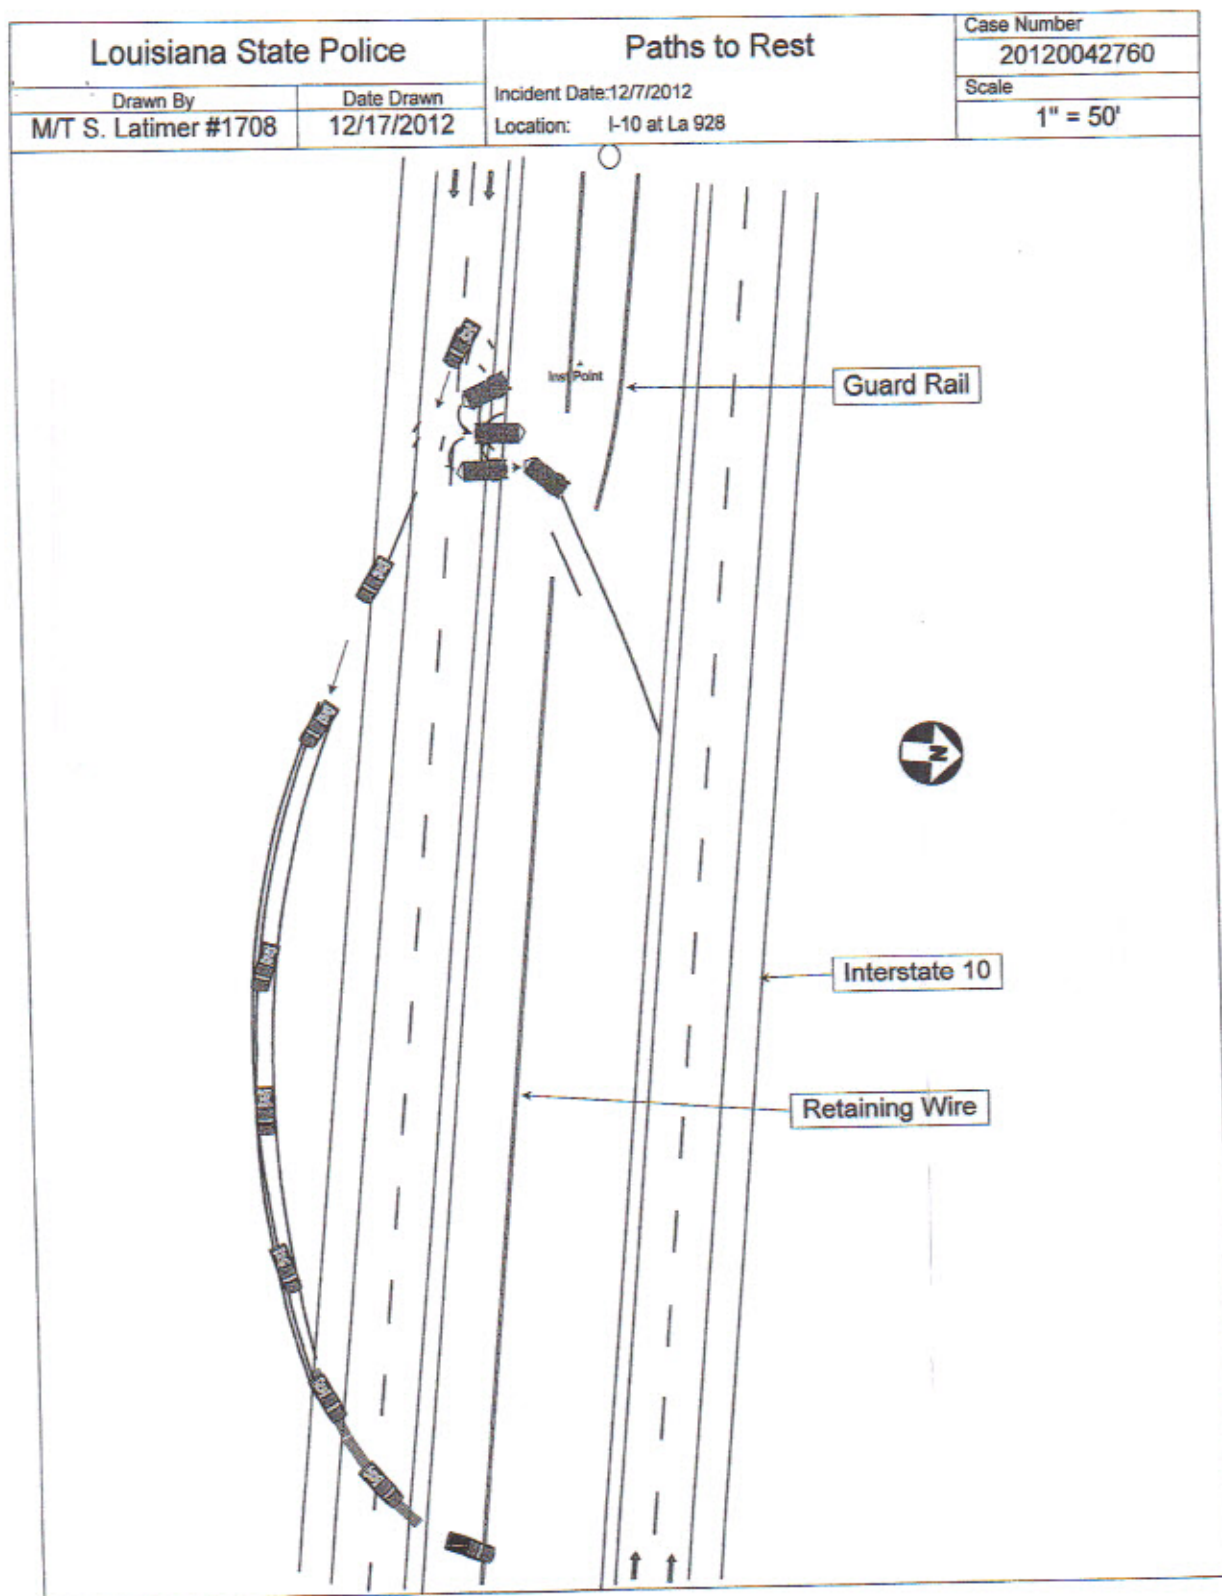 Louisiana State Police
Drawn By
M/T S. Latimer #1708
Date Drawn
12/17/2012
Paths to Rest
Incident Date:12/7/2012
Location: I-10 at La 928
Case Number
20120042760
Scale
1" = 50'
Point
Guard Rail
N
Interstate 10
Retaining Wire